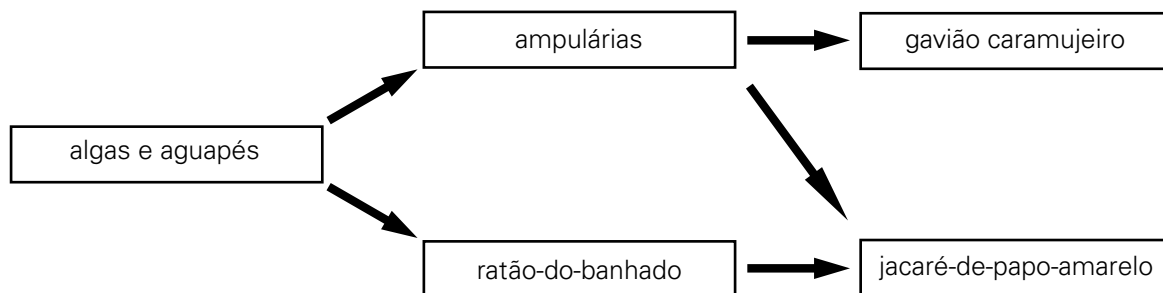 ampulárias
gavião caramujeiro
algas e aguapés
ratão-do-banhado
jacaré-de-papo-amarelo